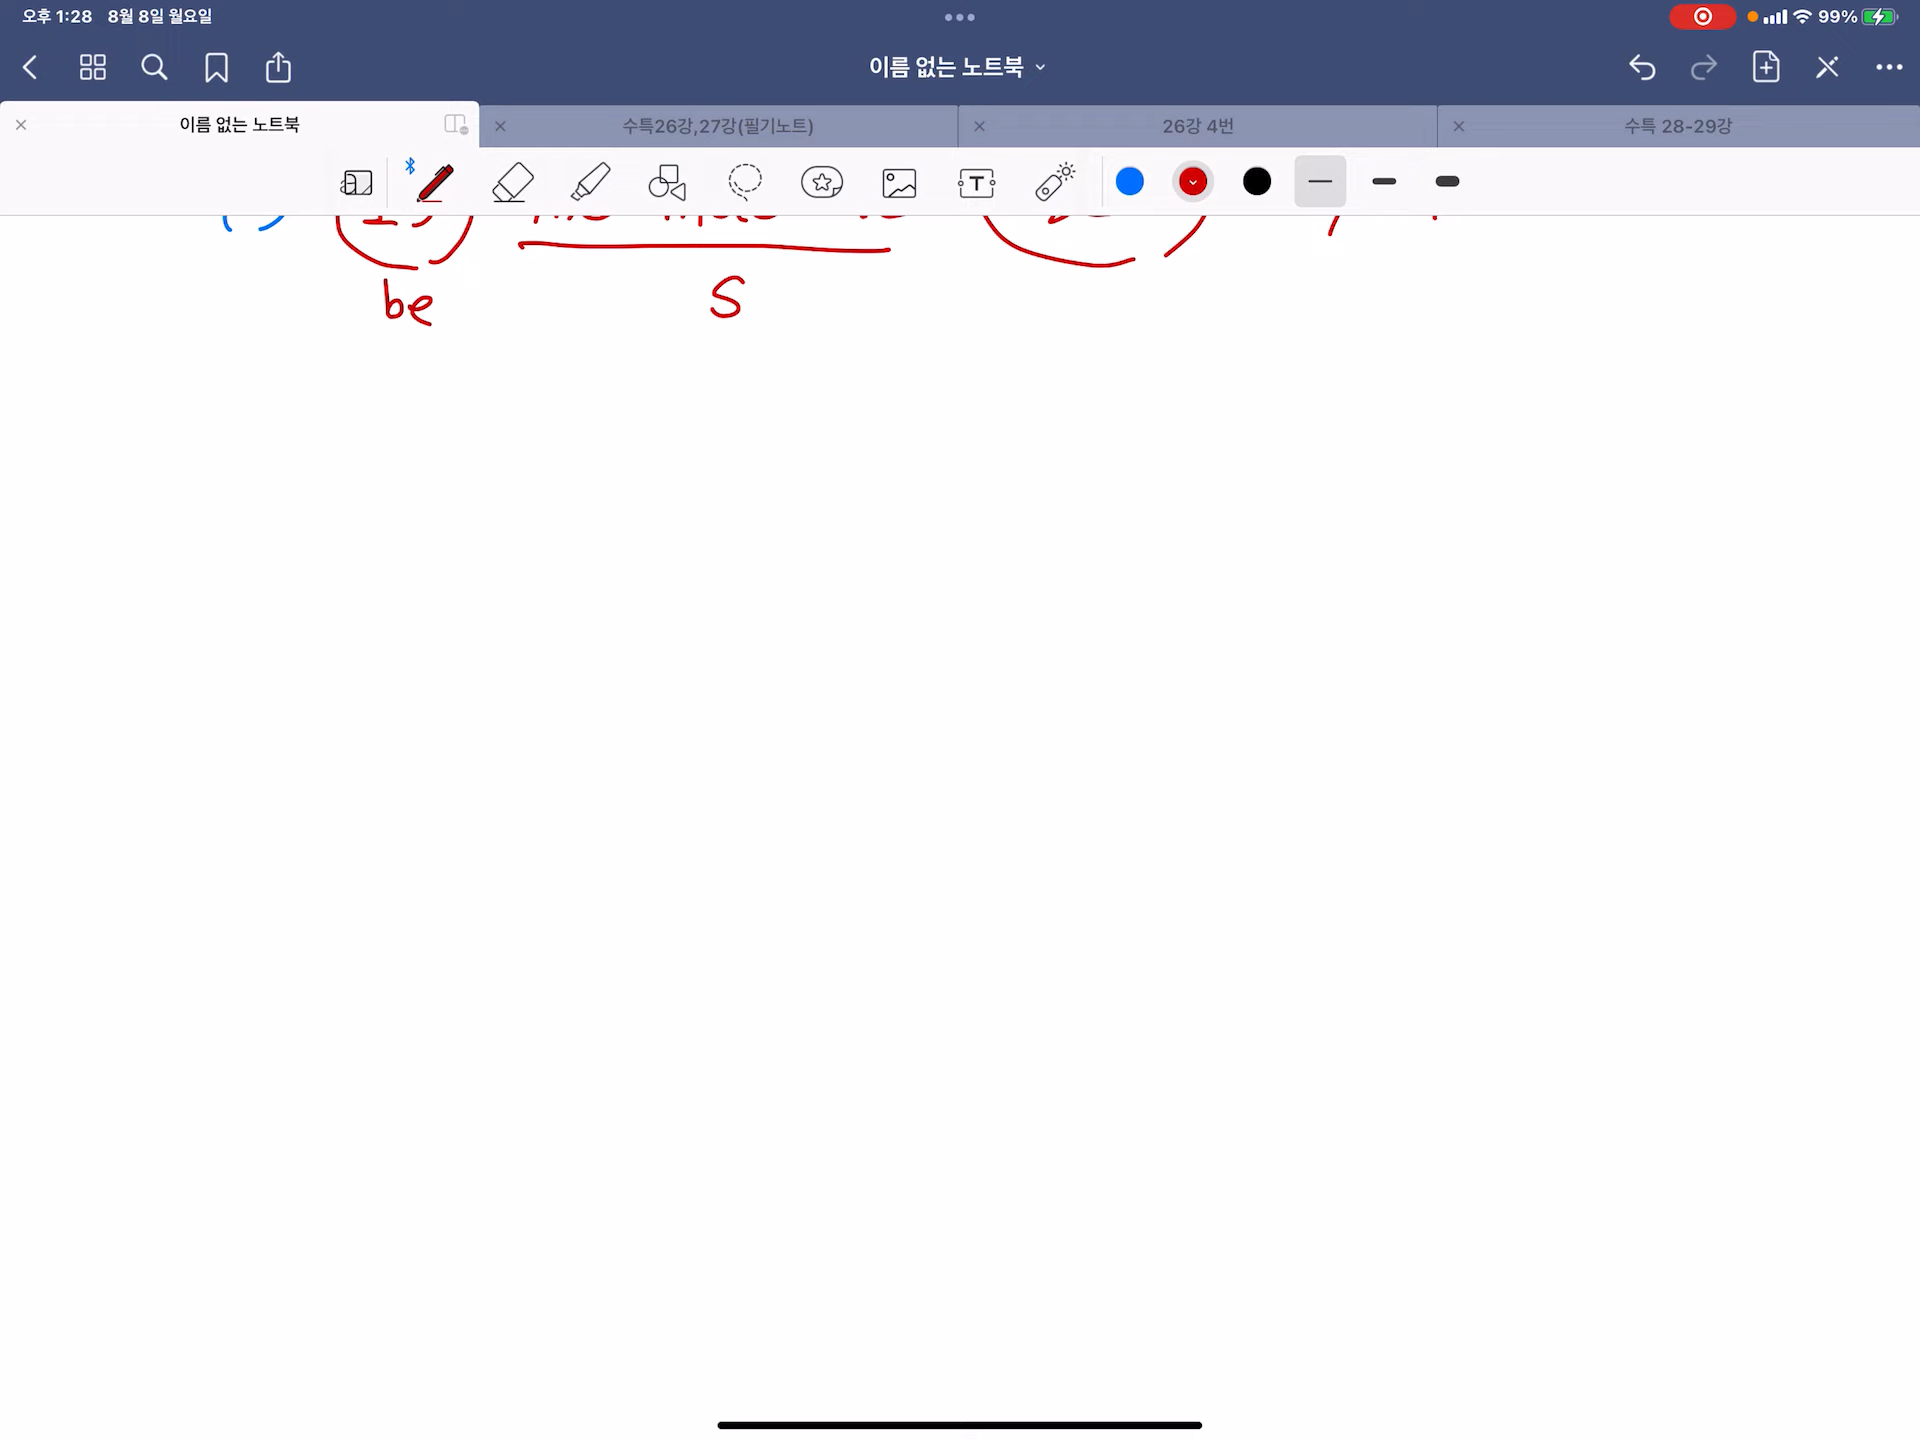 오후 1:28 8월 8일 월요일
99%
이름 없는 노트북
이름 없는 노트북
수특26강,27강(필기노트)
26강 4번
수특 28-29강
be S